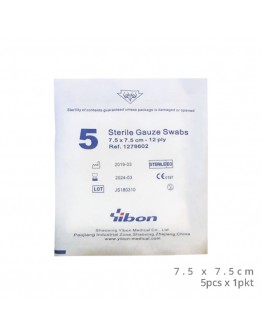 Sterility of contents guaranteed unless package is damaged or opened
5 Sterile Gauze Swabs
7.5 x 7.5 cm - 12 ply
Ref. 1278602
2019-03
STERILE EO
2024-03
LOT
Yibon
Shaoxing Yibon Medical Co., Ltd
www.yibon-medical.com
7.5 x 7.5cm
5pcs x 1pkt